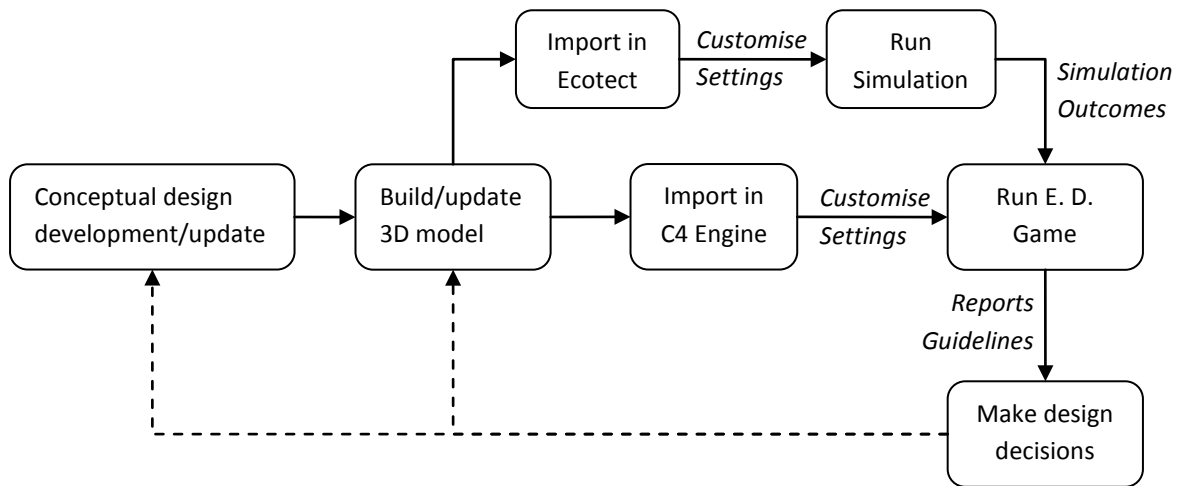 Import in
Ecotect
Customise
Settings
Run
Simulation
Simulation
Outcomes
Conceptual design
development/update
Build/update
3D model
Import in
C4 Engine
Customise
Settings
Run E. D.
Game
Reports
Guidelines
Make design
decisions